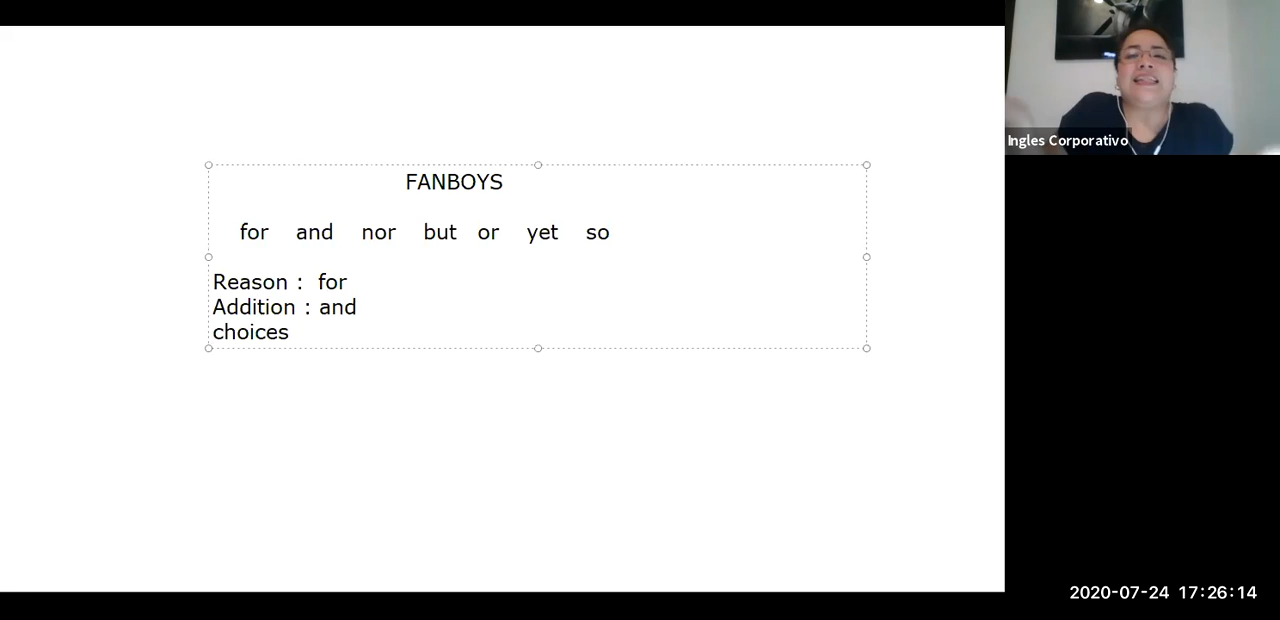 FANBOYS
for and nor but or yet so
Reason : for
Addition : and
choices
Ingles Corporativo
2020-07-24 17:26:14